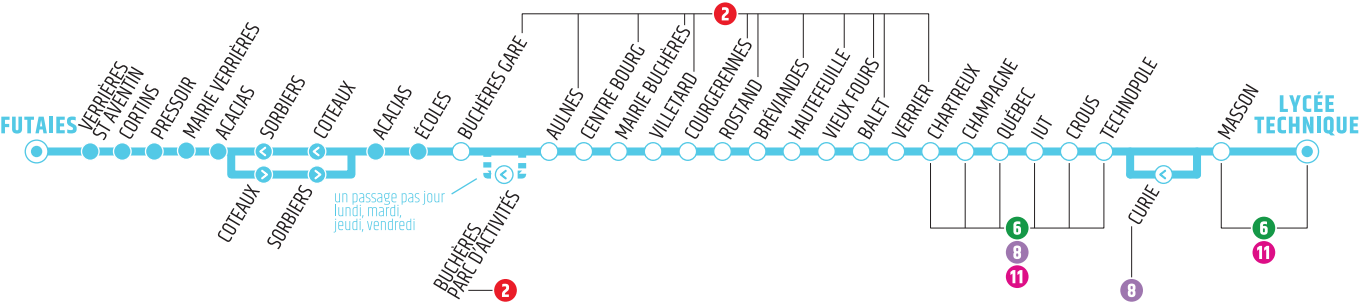 FUTAIES
VERRIÈRES
ST AVENTIN
CORTINS
PRESSOIR
MAIRIE VERRIÈRES
ACACIAS
SORBIERS
COTEAUX
COTEAUX
SORBIERS
ACACIAS
ÉCOLES
BUCHÈRES GARE
un passage pas jour
lundi, mardi,
jeudi, vendredi
BUCHÈRES
PARC D'ACTIVITÉS
2
2
AULNES
CENTRE BOURG
MAIRIE BUCHÈRES
VILLETARD
COURGERENNES
ROSTAND
BRÉVIANDES
HAUTEFEUILLE
VIEUX FOURS
BALET
VERRIER
CHARTREUX
CHAMPAGNE
QUÉBEC
IUT
CROUS
TECHNOPOLE
6
8
11
CURIE
8
MASSON
6
11
LYCÉE
TECHNIQUE